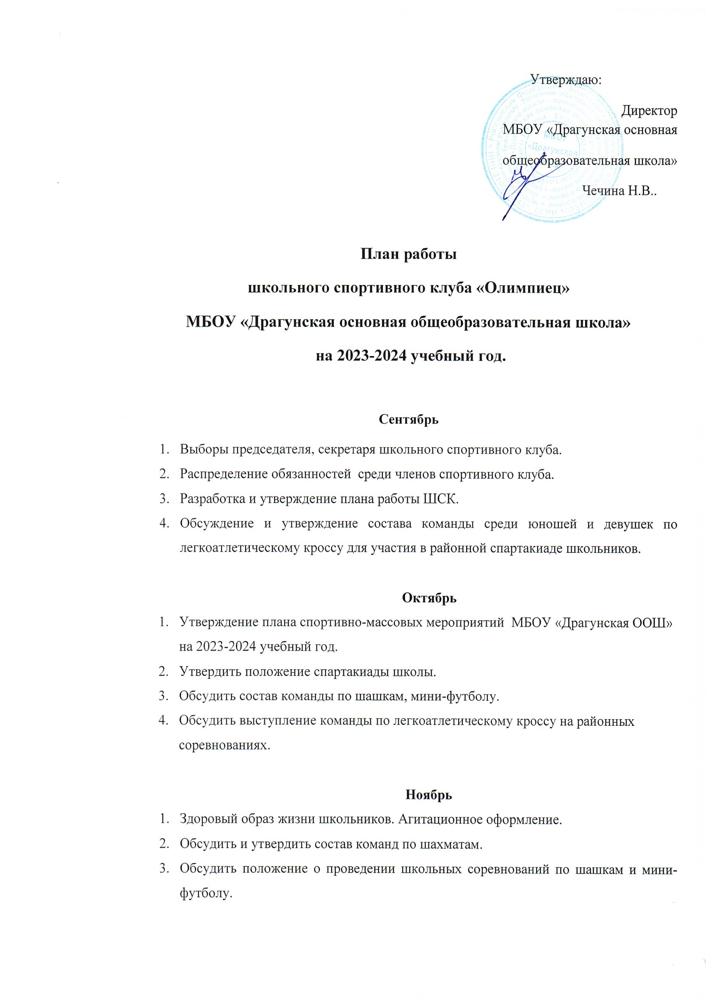 Утверждаю:
Директор
МБОУ «Драгунская основная
общеобразовательная школа»
Чечина Н.В..
МБОУ
«Драгунская
План работы
школьного спортивного клуба «Олимпиец»
МБОУ «Драгунская основная общеобразовательная школа»
на 2023-2024 учебный год.
Сентябрь
1. Выборы председателя, секретаря школьного спортивного клуба.
2. Распределение обязанностей среди членов спортивного клуба.
3. Разработка и утверждение плана работы ШСК.
4. Обсуждение и утверждение состава команды среди юношей и девушек по
легкоатлетическому кроссу для участия в районной спартакиаде школьников.
Октябрь
1. Утверждение плана спортивно-массовых мероприятий МБОУ «Драгунская ООШ»
на 2023-2024 учебный год.
2. Утвердить положение спартакиады школы.
3. Обсудить состав команды по шашкам, мини-футболу.
4. Обсудить выступление команды по легкоатлетическому кроссу на районных
соревнованиях.
Ноябрь
1. Здоровый образ жизни школьников. Агитационное оформление.
2. Обсудить и утвердить состав команд по шахматам.
3. Обсудить положение о проведении школьных соревнований по шашкам и мини-
футболу.